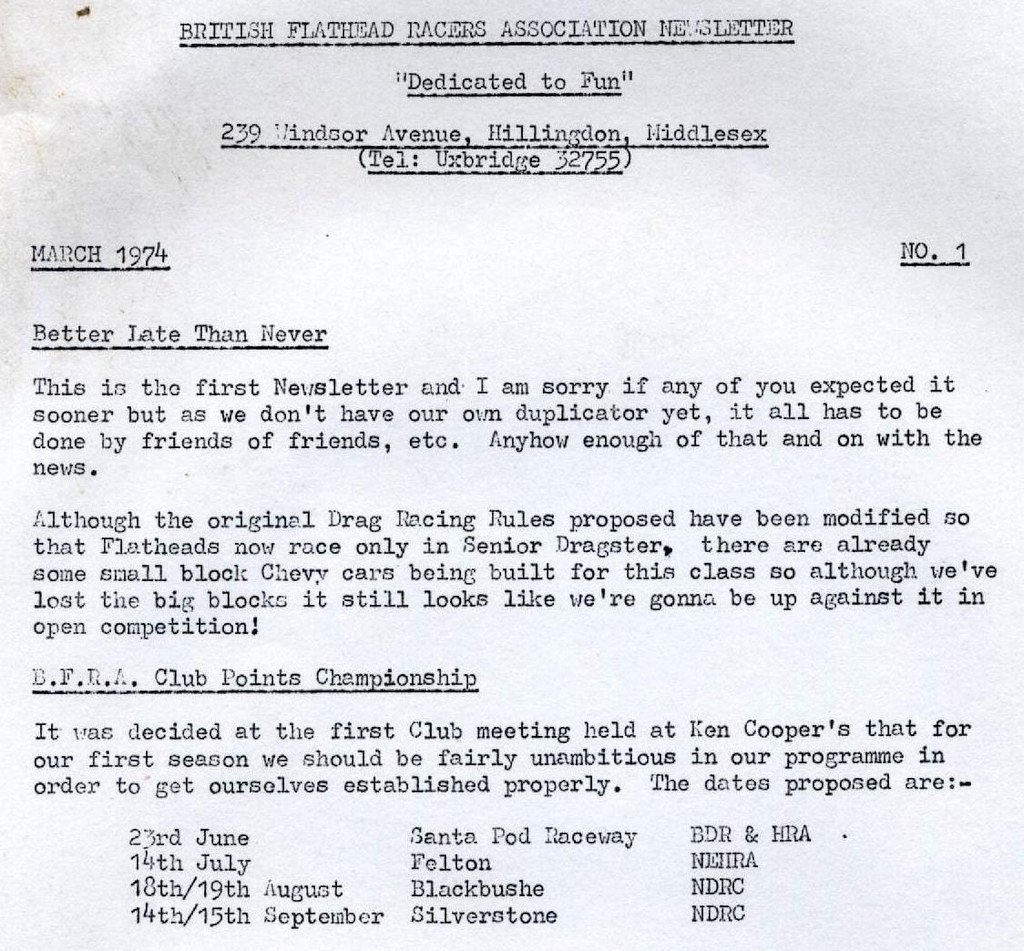 BRITISH FLATHEAD RACERS ASSOCIATION NEWSLETTER
"Dedicated to Fun"
239 Windsor Avenue, Hillingdon, Middlesex
(Tel: Uxbridge 32755)
MARCH 1974 NO. 1
Better Late Than Never
This is the first Newsletter and I am sorry if any of you expected it
sooner but as we don't have our own duplicator yet, it all has to be
done by friends of friends, etc. Anyhow enough of that and on with the
news.
Although the original Drag Racing Rules proposed have been modified so
that Flatheads now race only in Senior Dragster, there are already
some small block Chevy cars being built for this class so although we've
lost the big blocks it still looks like we're gonna be up against it in
open competition!
B.F.R.A. Club Points Championship
It was decided at the first Club meeting held at Ken Cooper's that for
our first season we should be fairly unambitious in our programme in
order to get ourselves established properly. The dates proposed are:-
23rd June Santa Pod Raceway BDR & HRA
14th July Felton NEHRA
18th/19th August Blackbushe NDRC
14th/15th September Silverstone NDRC